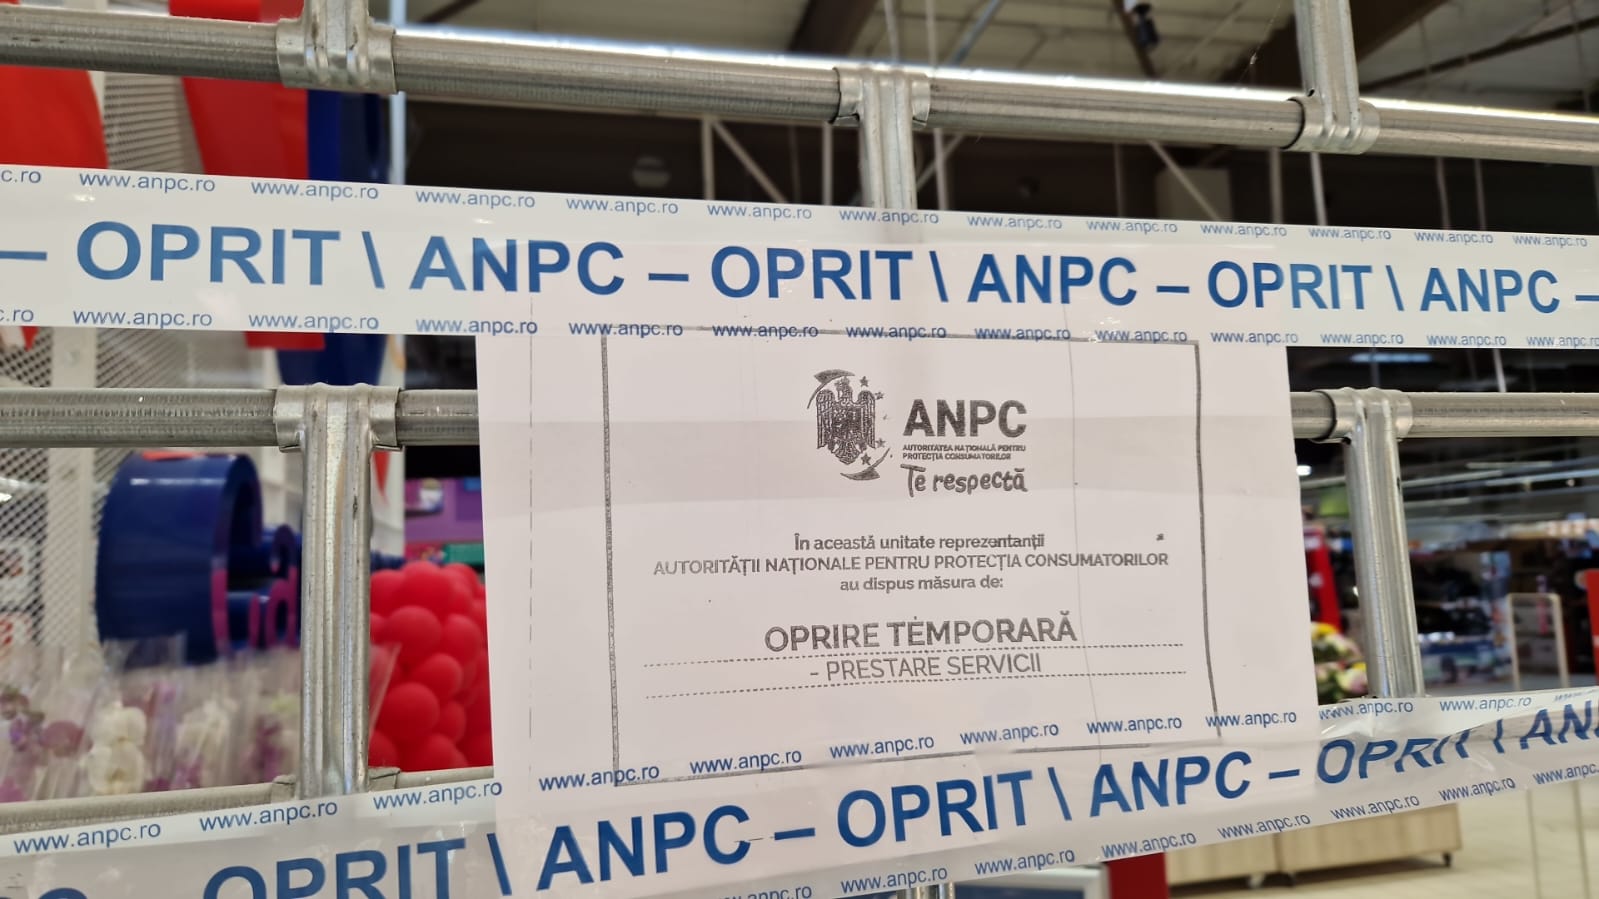 c.ro www.anpc.ro www.anpc.ro www.anpc.ro www.anpc.ro www.anpc.ro www.anpc.ro www.anpc.ro www.anpc.ro www.anpc.ro www.anpc.ro www.anpc.ro www.anpc.ro
– OPRIT \ ANPC – OPRIT \ ANPC – OPRIT \ ANPC –
c.ro www.anpc.ro www.anpc.ro www.anpc.ro www.anpc.ro www.anpc.ro www.anpc.ro www.anpc.ro www.anpc.ro www.anpc.ro www.anpc.ro www.anpc.ro www.anpc.ro
ANPC
AUTORITATEA NAȚIONALĂ PENTRU
PROTECȚIA CONSUMATORILOR
Te respectă
În această unitate reprezentanții
AUTORITĂȚII NAȚIONALE PENTRU PROTECȚIA CONSUMATORILOR
au dispus măsura de:
OPRIRE TEMPORARĂ
- PRESTARE SERVICII
www.anpc.ro www.anpc.ro www.anpc.ro www.anpc.ro www.anpc.ro www.anpc.ro www.anpc.ro www.anpc.ro www.anpc.ro www.anpc.ro
OPRIT \ ANPC – OPRIT \ ANPC – OPRIT \ AN
anpc.ro www.anpc.ro www.anpc.ro www.anpc.ro www.anpc.ro www.anpc.ro www.anpc.ro www.anpc.